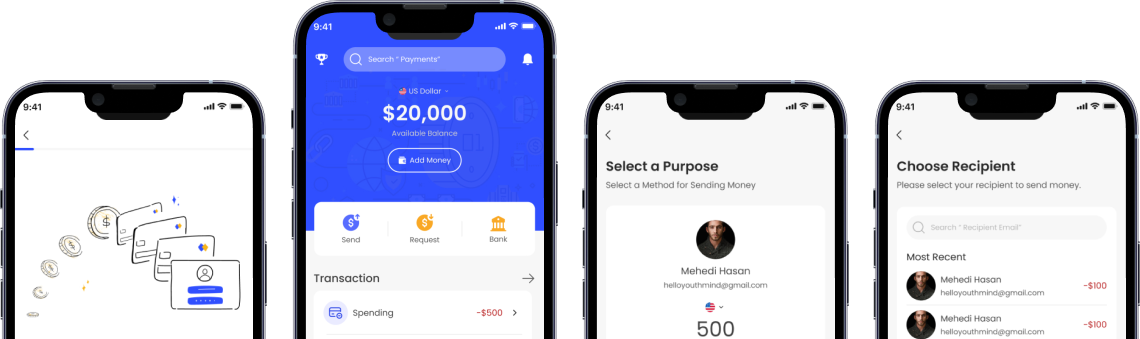 9:41
9:41
Search " Payments"
US Dollar
$20,000
Available Balance
Add Money
Send
Request
Bank
Transaction
Spending
-$500
9:41
Select a Purpose
Select a Method for Sending Money
Mehedi Hasan
helloyouthmind@gmail.com
500
9:41
Choose Recipient
Please select your recipient to send money.
Search " Recipient Email"
Most Recent
Mehedi Hasan
helloyouthmind@gmail.com
-$100
Mehedi Hasan
helloyouthmind@gmail.com
-$100